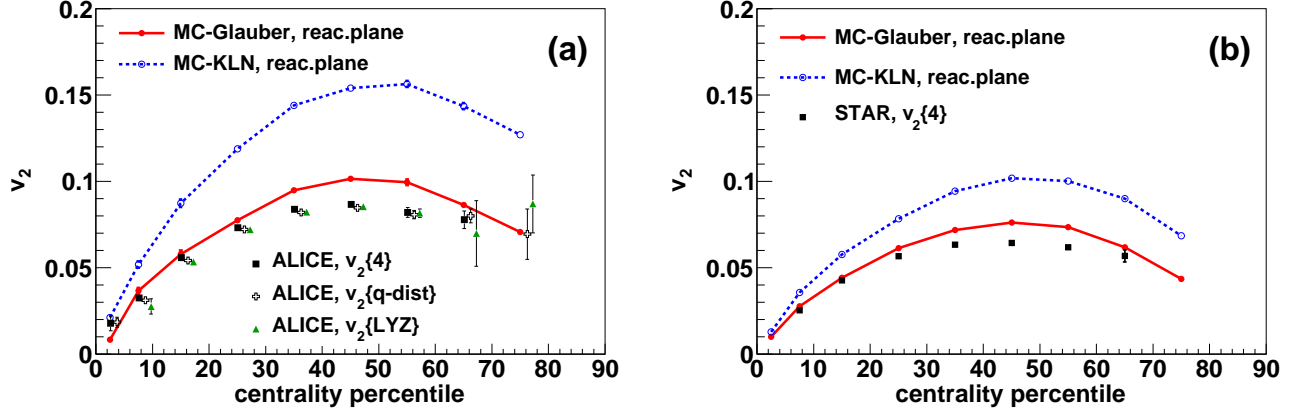 0.2
0.15
0.1
0.05
0
v2
MC-Glauber, reac.plane
MC-KLN, reac.plane
(a)
ALICE, v2{4}
ALICE, v2{q-dist}
ALICE, v2{LYZ}
0 10 20 30 40 50 60 70 80 90
centrality percentile
0.2
0.15
0.1
0.05
0
v2
MC-Glauber, reac.plane
MC-KLN, reac.plane
STAR, v2{4}
(b)
0 10 20 30 40 50 60 70 80 90
centrality percentile